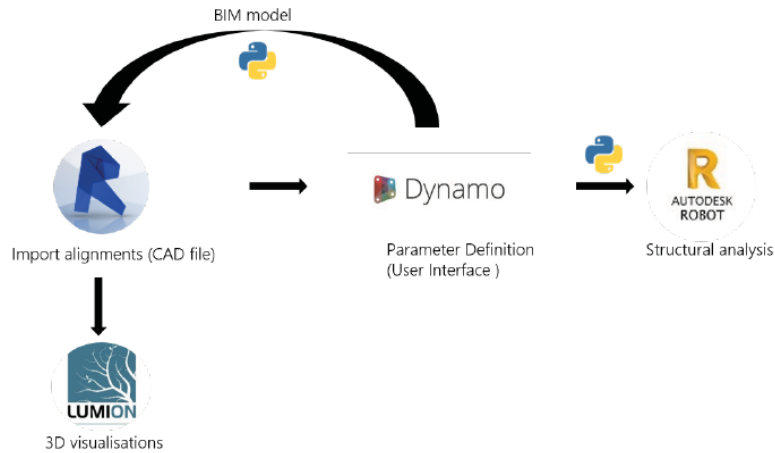 BIM model
Dynamo
R
AUTODESK
ROBOT
Import alignments (CAD file)
Parameter Definition
(User Interface )
Structural analysis
LUMION
3D visualisations